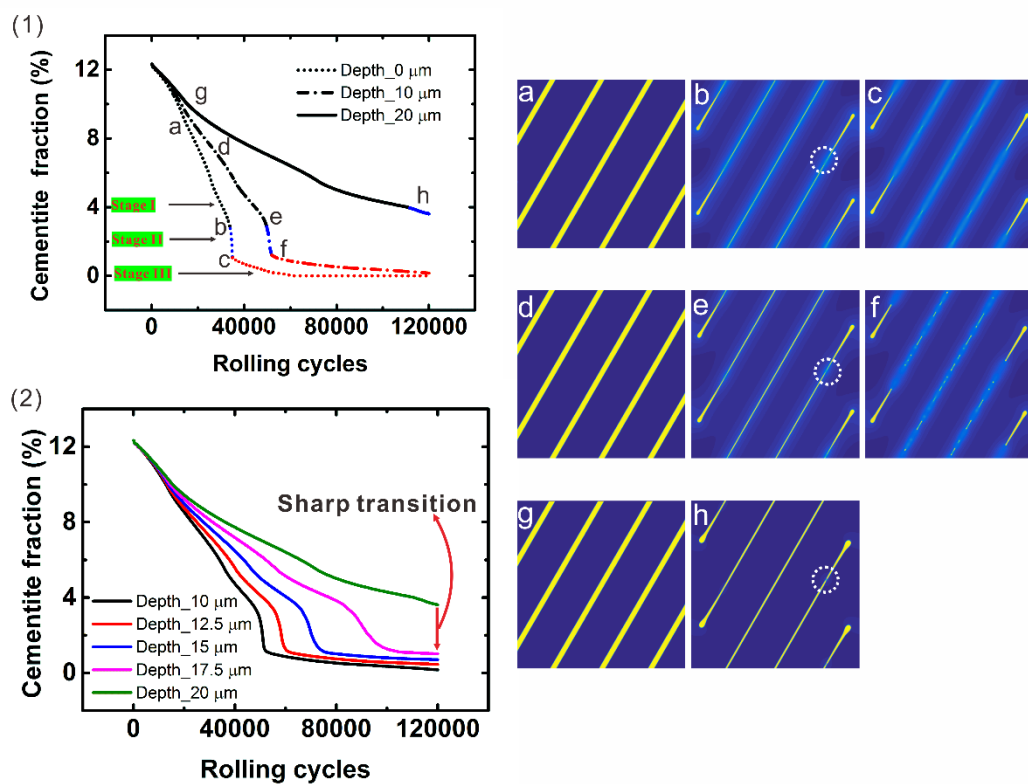 (1)
12
8
4
0
Cementite fraction (%)
Depth_0 μm
Depth_10 μm
Depth_20 μm
g
a
d
Stage I
Stage II
Stage III
b
c
e
f
h
0 40000 80000 120000
Rolling cycles
(2)
12
8
4
0
Cementite fraction (%)
Sharp transition
Depth_10 μm
Depth_12.5 μm
Depth_15 μm
Depth_17.5 μm
Depth_20 μm
0 40000 80000 120000
Rolling cycles
a b c
d e f
g h